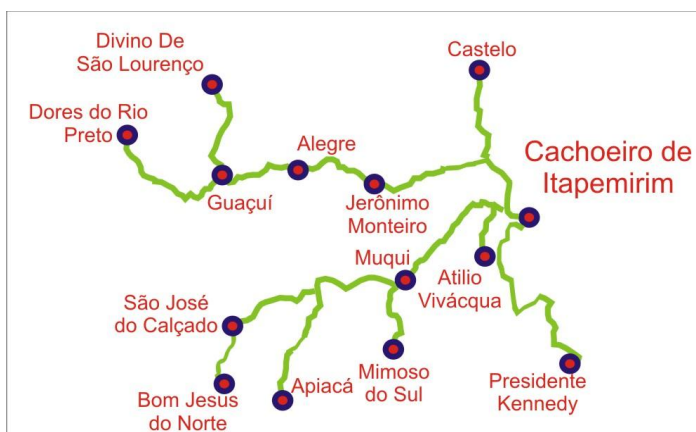 Divino De
São Lourenço
Castelo
Dores do Rio
Preto
Alegre
Cachoeiro de
Itapemirim
Guaçuí
Jerônimo
Monteiro
Muqui
Atilio
Vivácqua
São José
do Calçado
Mimoso
do Sul
Apiacá
Presidente
Kennedy
Bom Jesus
do Norte